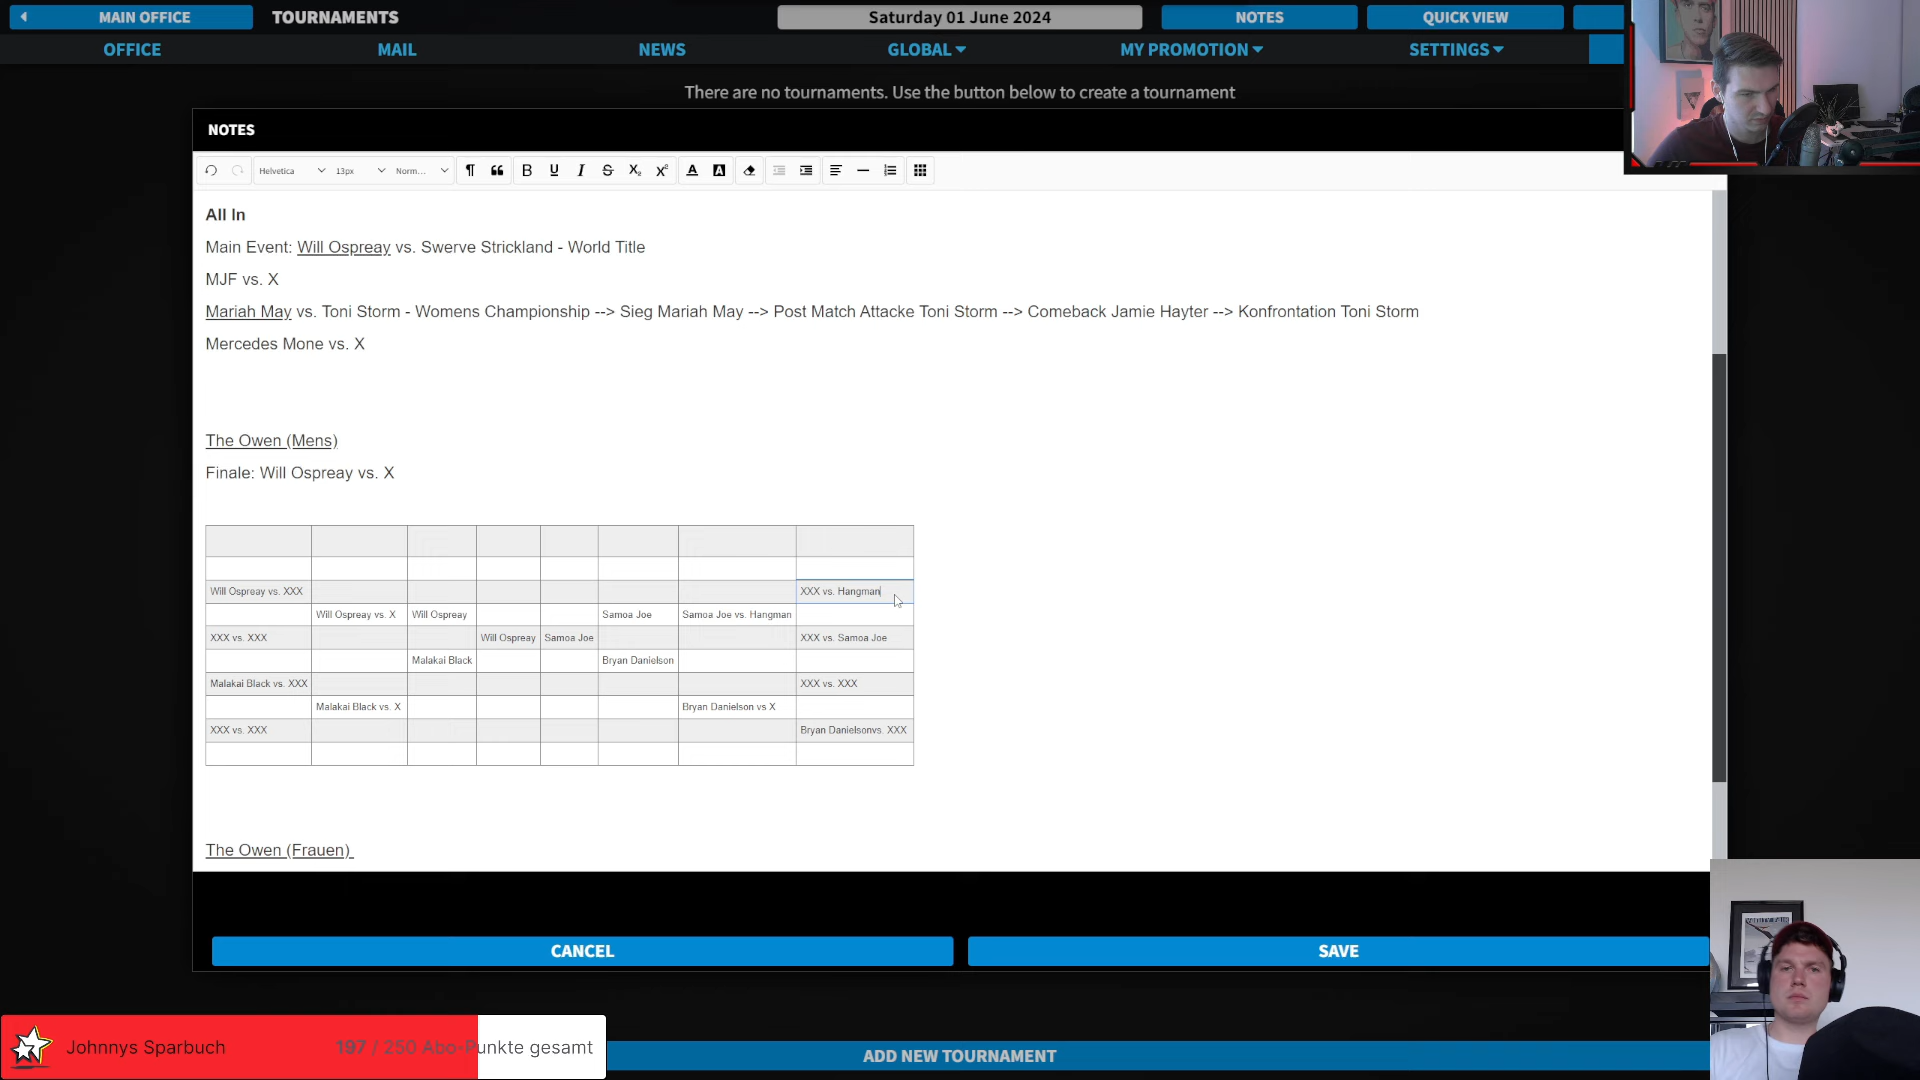 MAIN OFFICE
TOURNAMENTS
Saturday 01 June 2024
NOTES
QUICK VIEW
OFFICE
MAIL
NEWS
GLOBAL
MY PROMOTION
SETTINGS
There are no tournaments. Use the button below to create a tournament
NOTES
Helvetica
13px
Norm...
All In
Main Event: Will Ospreay vs. Swerve Strickland - World Title
MJF vs. X
Mariah May vs. Toni Storm - Womens Championship --> Sieg Mariah May --> Post Match Attacke Toni Storm --> Comeback Jamie Hayter --> Konfrontation Toni Storm
Mercedes Mone vs. X
The Owen (Mens)
Finale: Will Ospreay vs. X
Will Ospreay vs. XXX
XXX vs. Hangman
Will Ospreay vs. X
Will Ospreay
Samoa Joe
Samoa Joe vs. Hangman
XXX vs. XXX
Will Ospreay
Samoa Joe
XXX vs. Samoa Joe
Malakai Black
Bryan Danielson
Malakai Black vs. XXX
XXX vs. XXX
Malakai Black vs. X
Bryan Danielson vs X
XXX vs. XXX
Bryan Danielsonvs. XXX
The Owen (Frauen)
CANCEL
SAVE
Johnnys Sparbuch
197 / 250 Abo-Punkte gesamt
ADD NEW TOURNAMENT